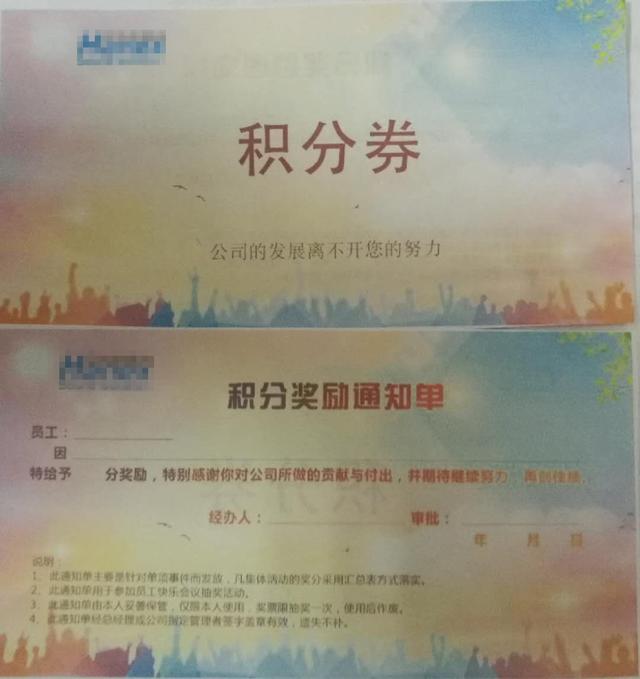 积分券
公司的发展离不开您的努力
积分奖励通知单
员工：
因
特给予 分奖励，特别感谢你对公司所做的贡献与付出，并期待继续努力，再创佳绩。
经办人： 审批：
年 月 日
说明：
1、此通知单主要是针对单项事件而发放，凡集体活动的奖分采用汇总表方式落实。
2、此通知单用于参加员工快乐会议抽奖活动。
3、此通知单由本人妥善保管，仅限本人使用，奖票限抽奖一次，使用后作废。
4、此通知单经总经理或公司指定管理者签字盖章有效，遗失不补。